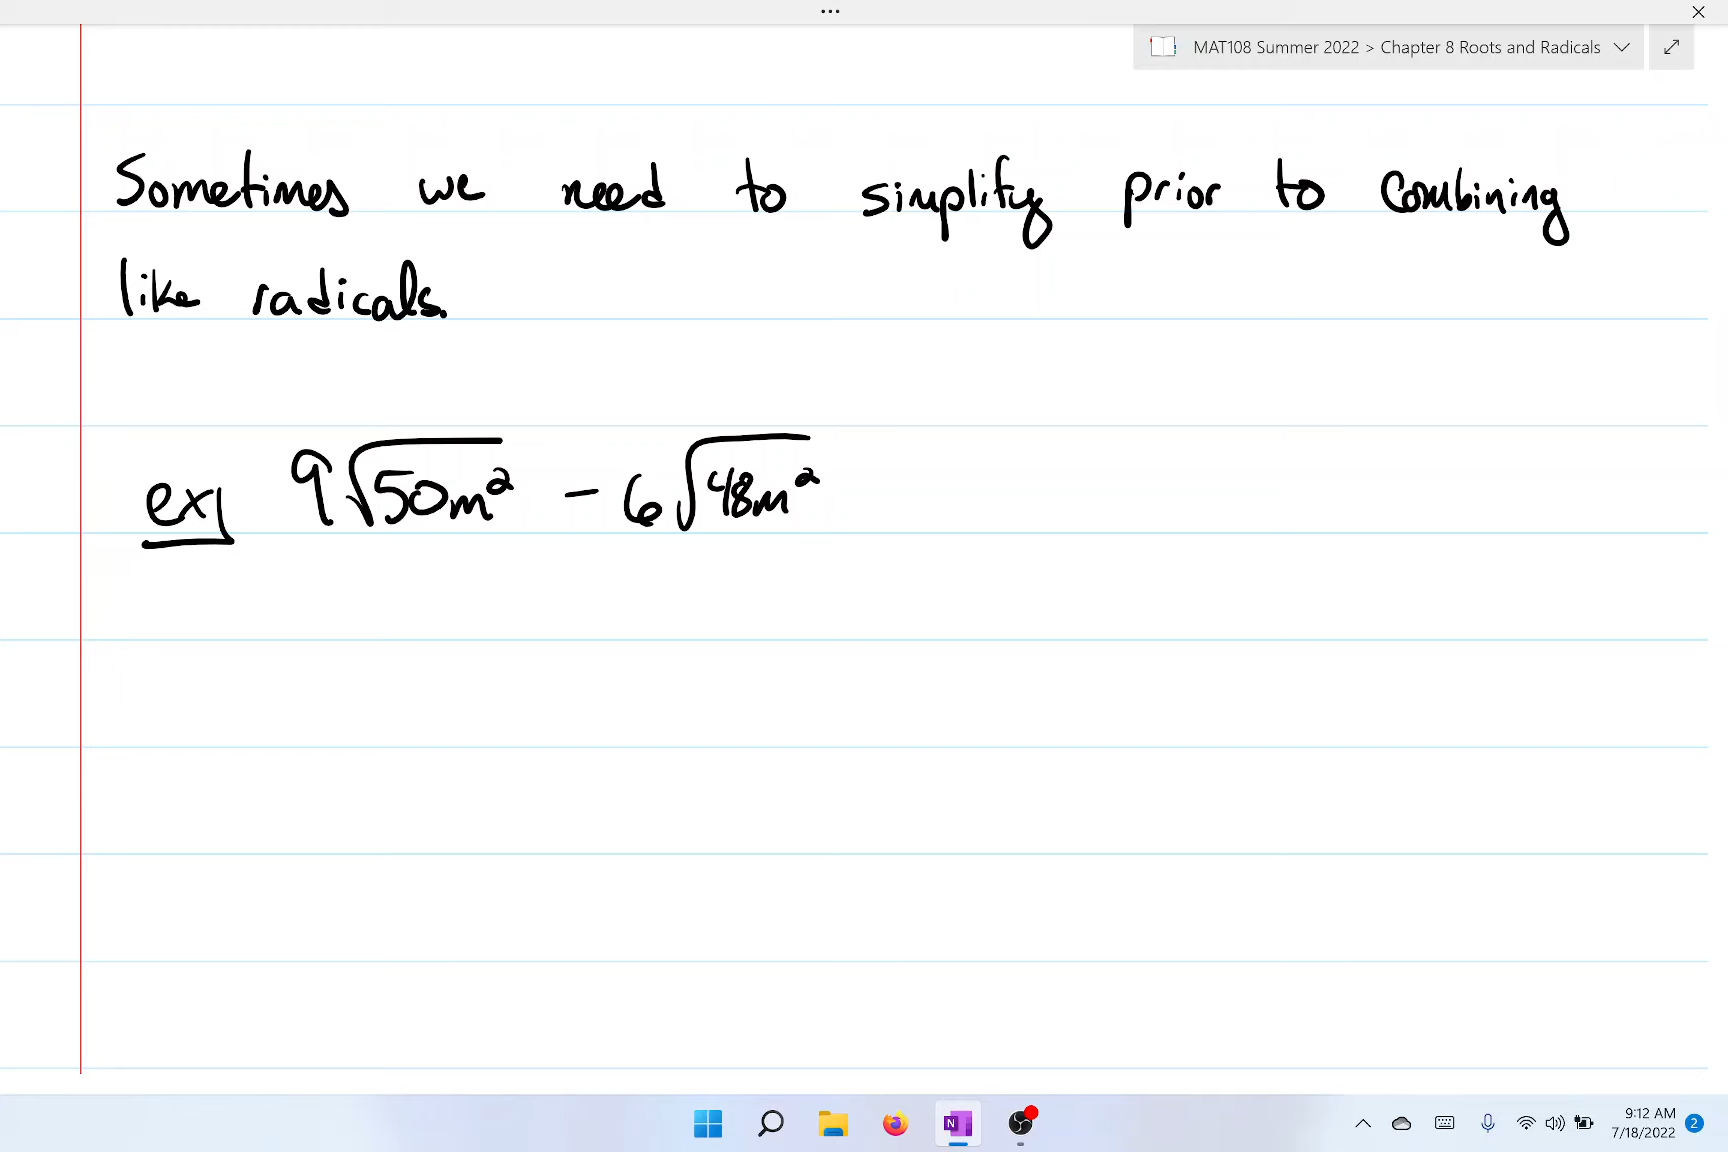 MAT108 Summer 2022 > Chapter 8 Roots and Radicals
Sometimes we need to simplify prior to combining
like radicals.
ex) 9√50m² - 6√48m²
9:12 AM
7/18/2022
2